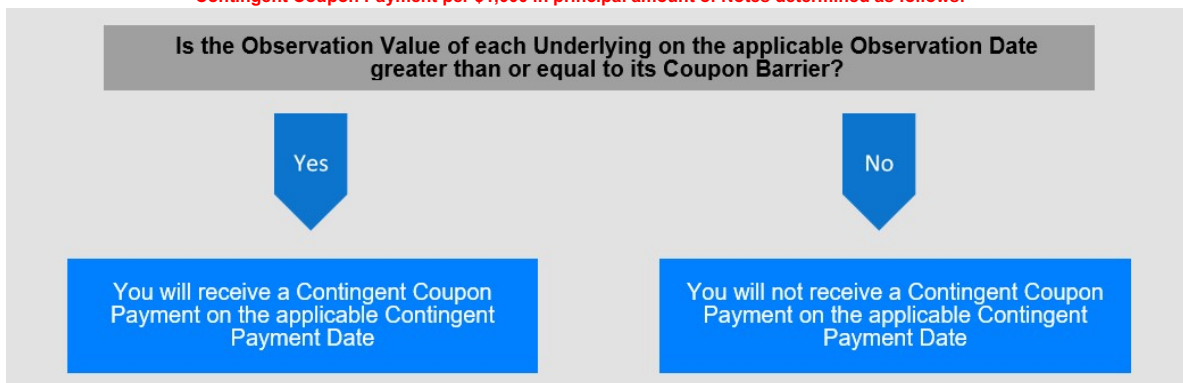 Contingent Coupon Payment per $1,000 in principal amount of Notes determined as follows:
Is the Observation Value of each Underlying on the applicable Observation Date
greater than or equal to its Coupon Barrier?
Yes
No
You will receive a Contingent Coupon
Payment on the applicable Contingent
Payment Date
You will not receive a Contingent Coupon
Payment on the applicable Contingent
Payment Date